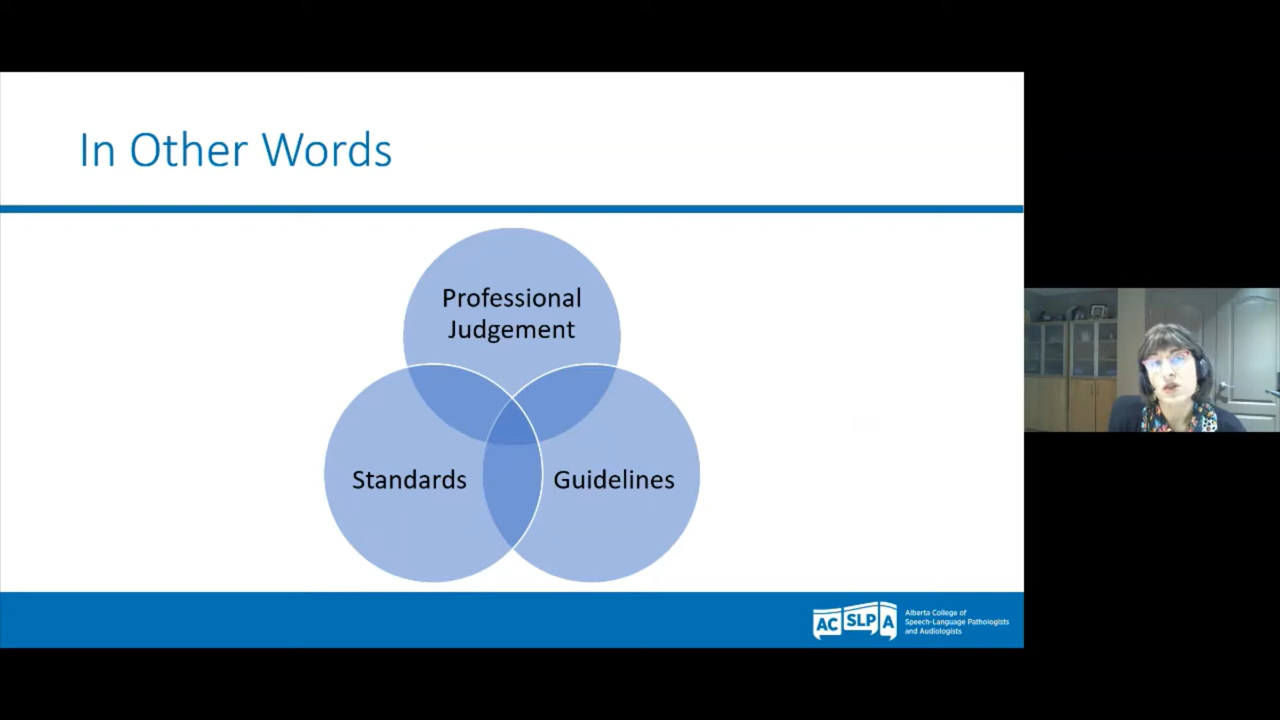 In Other Words
Professional
Judgement
Standards
Guidelines
AC SLP A
Alberta College of
Speech-Language Pathologists
and Audiologists